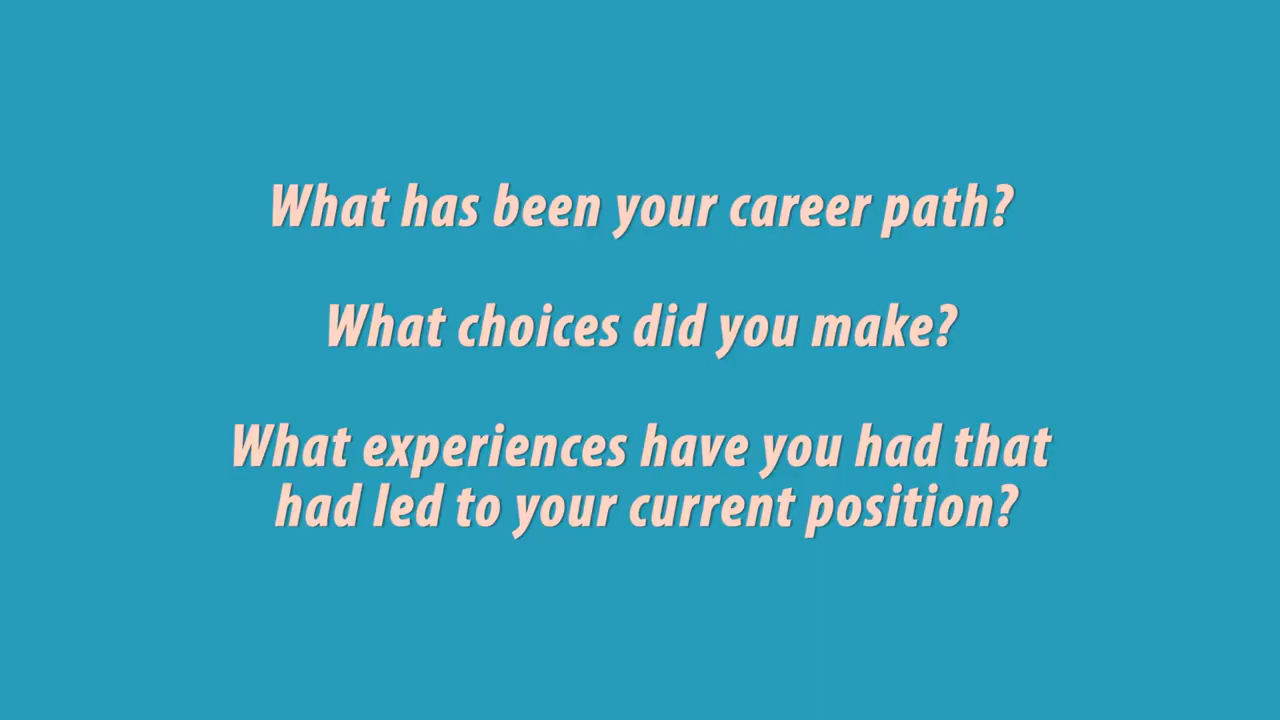 What has been your career path?
What choices did you make?
What experiences have you had that
had led to your current position?